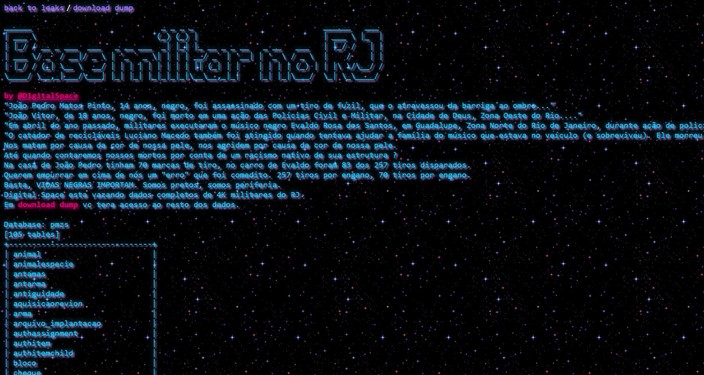 back to leaks / download dump
Base militar no RJ
by @D1gitalSpace
"João Pedro Matos Pinto, 14 anos, negro, foi assassinado com um tiro de fuzil, que o atravessou da barriga ao ombro..."
"João Vitor, de 18 anos, negro, foi morto em uma ação das Polícias Civil e Militar, na Cidade de Deus, Zona Oeste do Rio...."
"Em abril do ano passado, militares executaram o músico negro Evaldo Rosa dos Santos, em Guadalupe, Zona Norte do Rio de Janeiro, durante ação de polic
"O catador de recicláveis Luciano Macedo também foi atingido quando tentava ajudar a família do músico que estava no veículo (e sobreviveu). Ele morreu
Nos matam por causa da cor de nossa pele, nos agridem por causa da cor de nossa pele.
Até quando contaremos nossos mortos por conta de um racismo nativo de sua estrutura ?
Na casa de João Pedro tinham 70 marcas de tiro, no carro de Evaldo foram 83 dos 257 tiros disparados.
Querem empurrar em cima de nós um "erro" que foi cometido. 257 tiros por engano, 70 tiros por engano.
Basta, VIDAS NEGRAS IMPORTAM. Somos pretos, somos periferia.
Digital Space está vazando dados completos de 4K militares do RJ.
Em download dump vc tera acesso ao resto dos dados.
Database: pmzs
[105 tables]
animal
animalespecie
antomas
antarma
antiguidade
aquisicaorevion
arma
arquivo_implantacao
authassignment
authitem
authitemchild
bloco
cheque